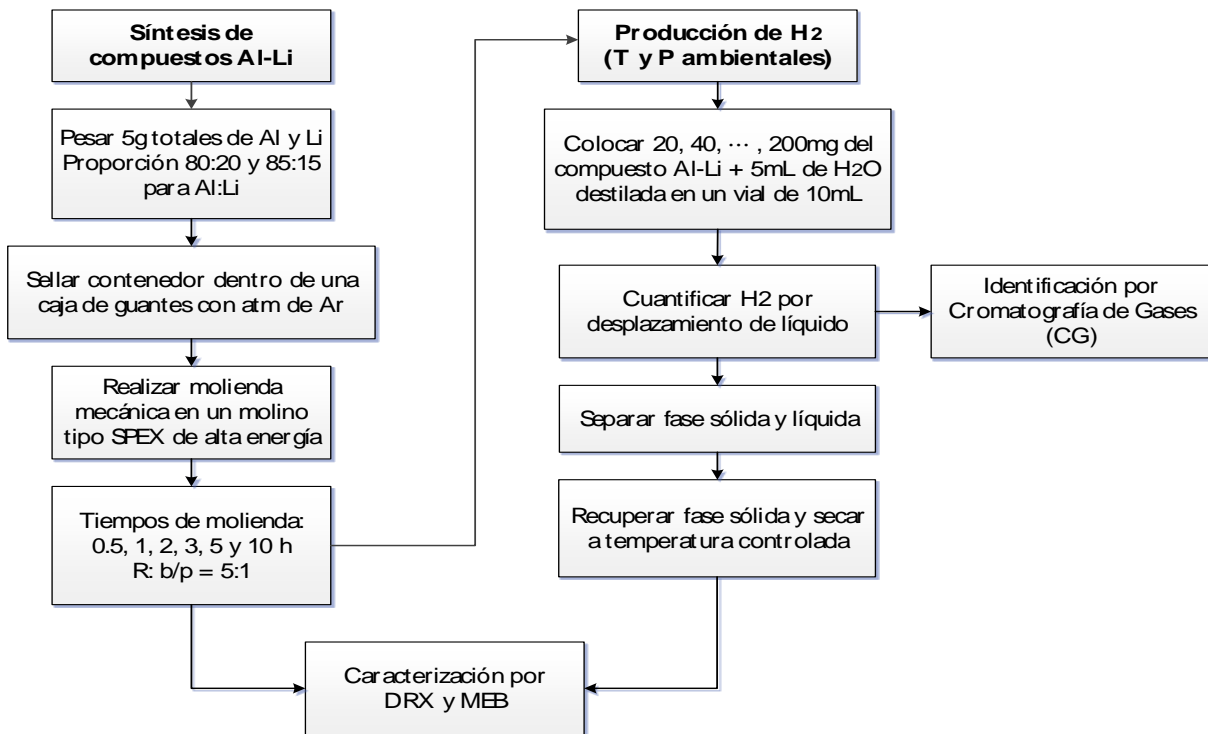 Síntesis de
compuestos Al-Li
Pesar 5g totales de Al y Li
Proporción 80:20 y 85:15
para Al:Li
Sellar contenedor dentro de una
caja de guantes con atm de Ar
Realizar molienda
mecánica en un molino
tipo SPEX de alta energía
Tiempos de molienda:
0.5, 1, 2, 3, 5 y 10 h
R: b/p = 5:1
Producción de H2
(T y P ambientales)
Colocar 20, 40, ··· , 200mg del
compuesto Al-Li + 5mL de H2O
destilada en un vial de 10mL
Cuantificar H2 por
desplazamiento de líquido
Identificación por
Cromatografía de Gases
(CG)
Separar fase sólida y líquida
Recuperar fase sólida y secar
a temperatura controlada
Caracterización por
DRX y MEB